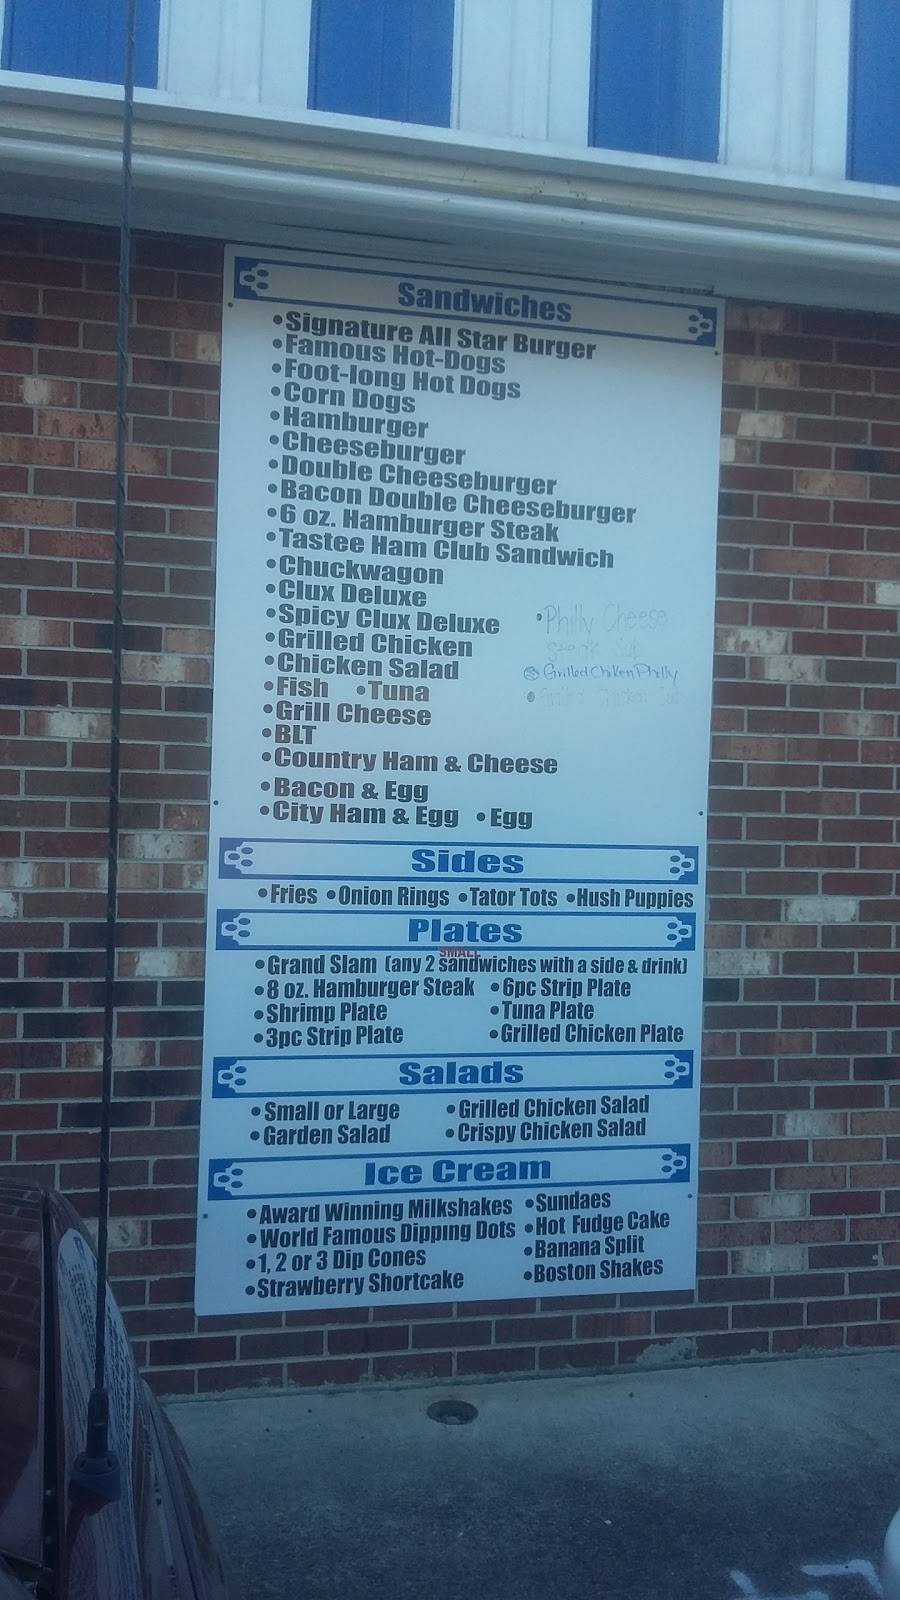 Sandwiches
•Signature All Star Burger
•Famous Hot-Dogs
•Foot-long Hot Dogs
•Corn Dogs
•Hamburger
•Cheeseburger
•Double Cheeseburger
•Bacon Double Cheeseburger
•6 oz. Hamburger Steak
•Tastee Ham Club Sandwich
•Chuckwagon
•Clux Deluxe
•Spicy Clux Deluxe •Philly Cheese
•Grilled Chicken Steak Sub
•Chicken Salad Grilled Chicken Philly
•Fish •Tuna • Grilled Chicken Sub
•Grill Cheese
•BLT
•Country Ham & Cheese
•Bacon & Egg
•City Ham & Egg •Egg
Sides
•Fries •Onion Rings •Tator Tots •Hush Puppies
Plates
SMALL
•Grand Slam (any 2 sandwiches with a side & drink)
•8 oz. Hamburger Steak •6pc Strip Plate
•Shrimp Plate •Tuna Plate
•3pc Strip Plate •Grilled Chicken Plate
Salads
•Small or Large •Grilled Chicken Salad
•Garden Salad •Crispy Chicken Salad
Ice Cream
•Award Winning Milkshakes •Sundaes
•World Famous Dipping Dots •Hot Fudge Cake
•1, 2 or 3 Dip Cones •Banana Split
•Strawberry Shortcake •Boston Shakes